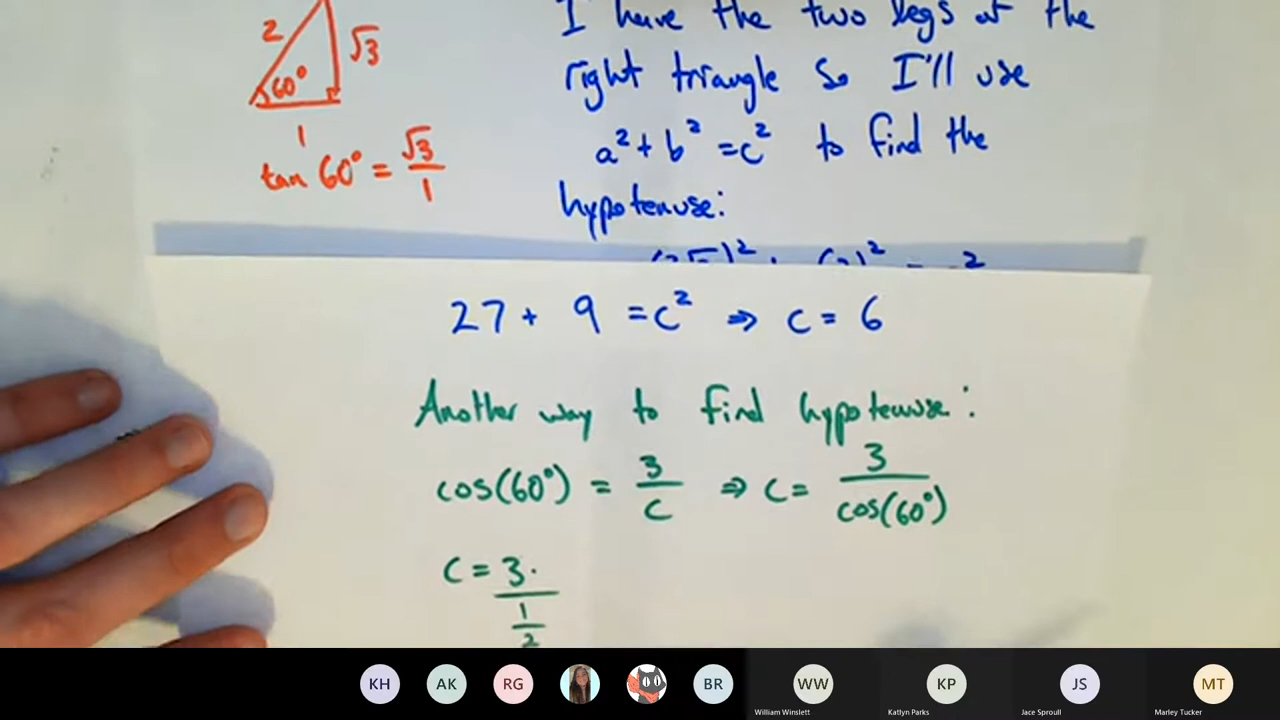 2
√3
60°
1
tan 60° = √3/1
I have the two legs of the
right triangle so I'll use
a² + b² = c² to find the
hypotenuse:
27 + 9 = c² ⇒ c = 6
Another way to find hypotenuse:
cos(60°) = 3/c ⇒ c = 3/cos(60°)
c = 3·/(1/2)
KH
AK
RG
BR
WW
KP
JS
MT
William Winslett
Katlyn Parks
Jace Sproull
Marley Tucker